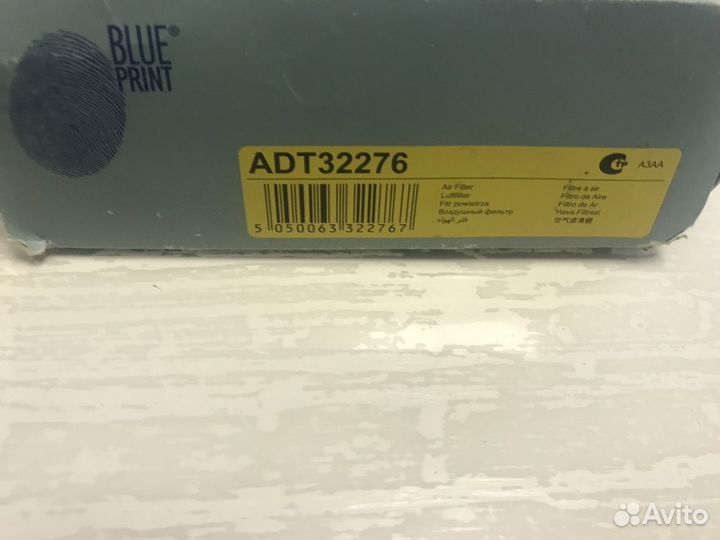 BLUE®
PRINT
ADT32276
CTP A3AA
Air Filter
Luftfilter
Filtr powietrza
Воздушный фильтр
فلتر الهواء
Filtre à air
Filtro de Aire
Filtro de Ar
Hava Filtresi
空气滤清器
5 050063 322767
Avito